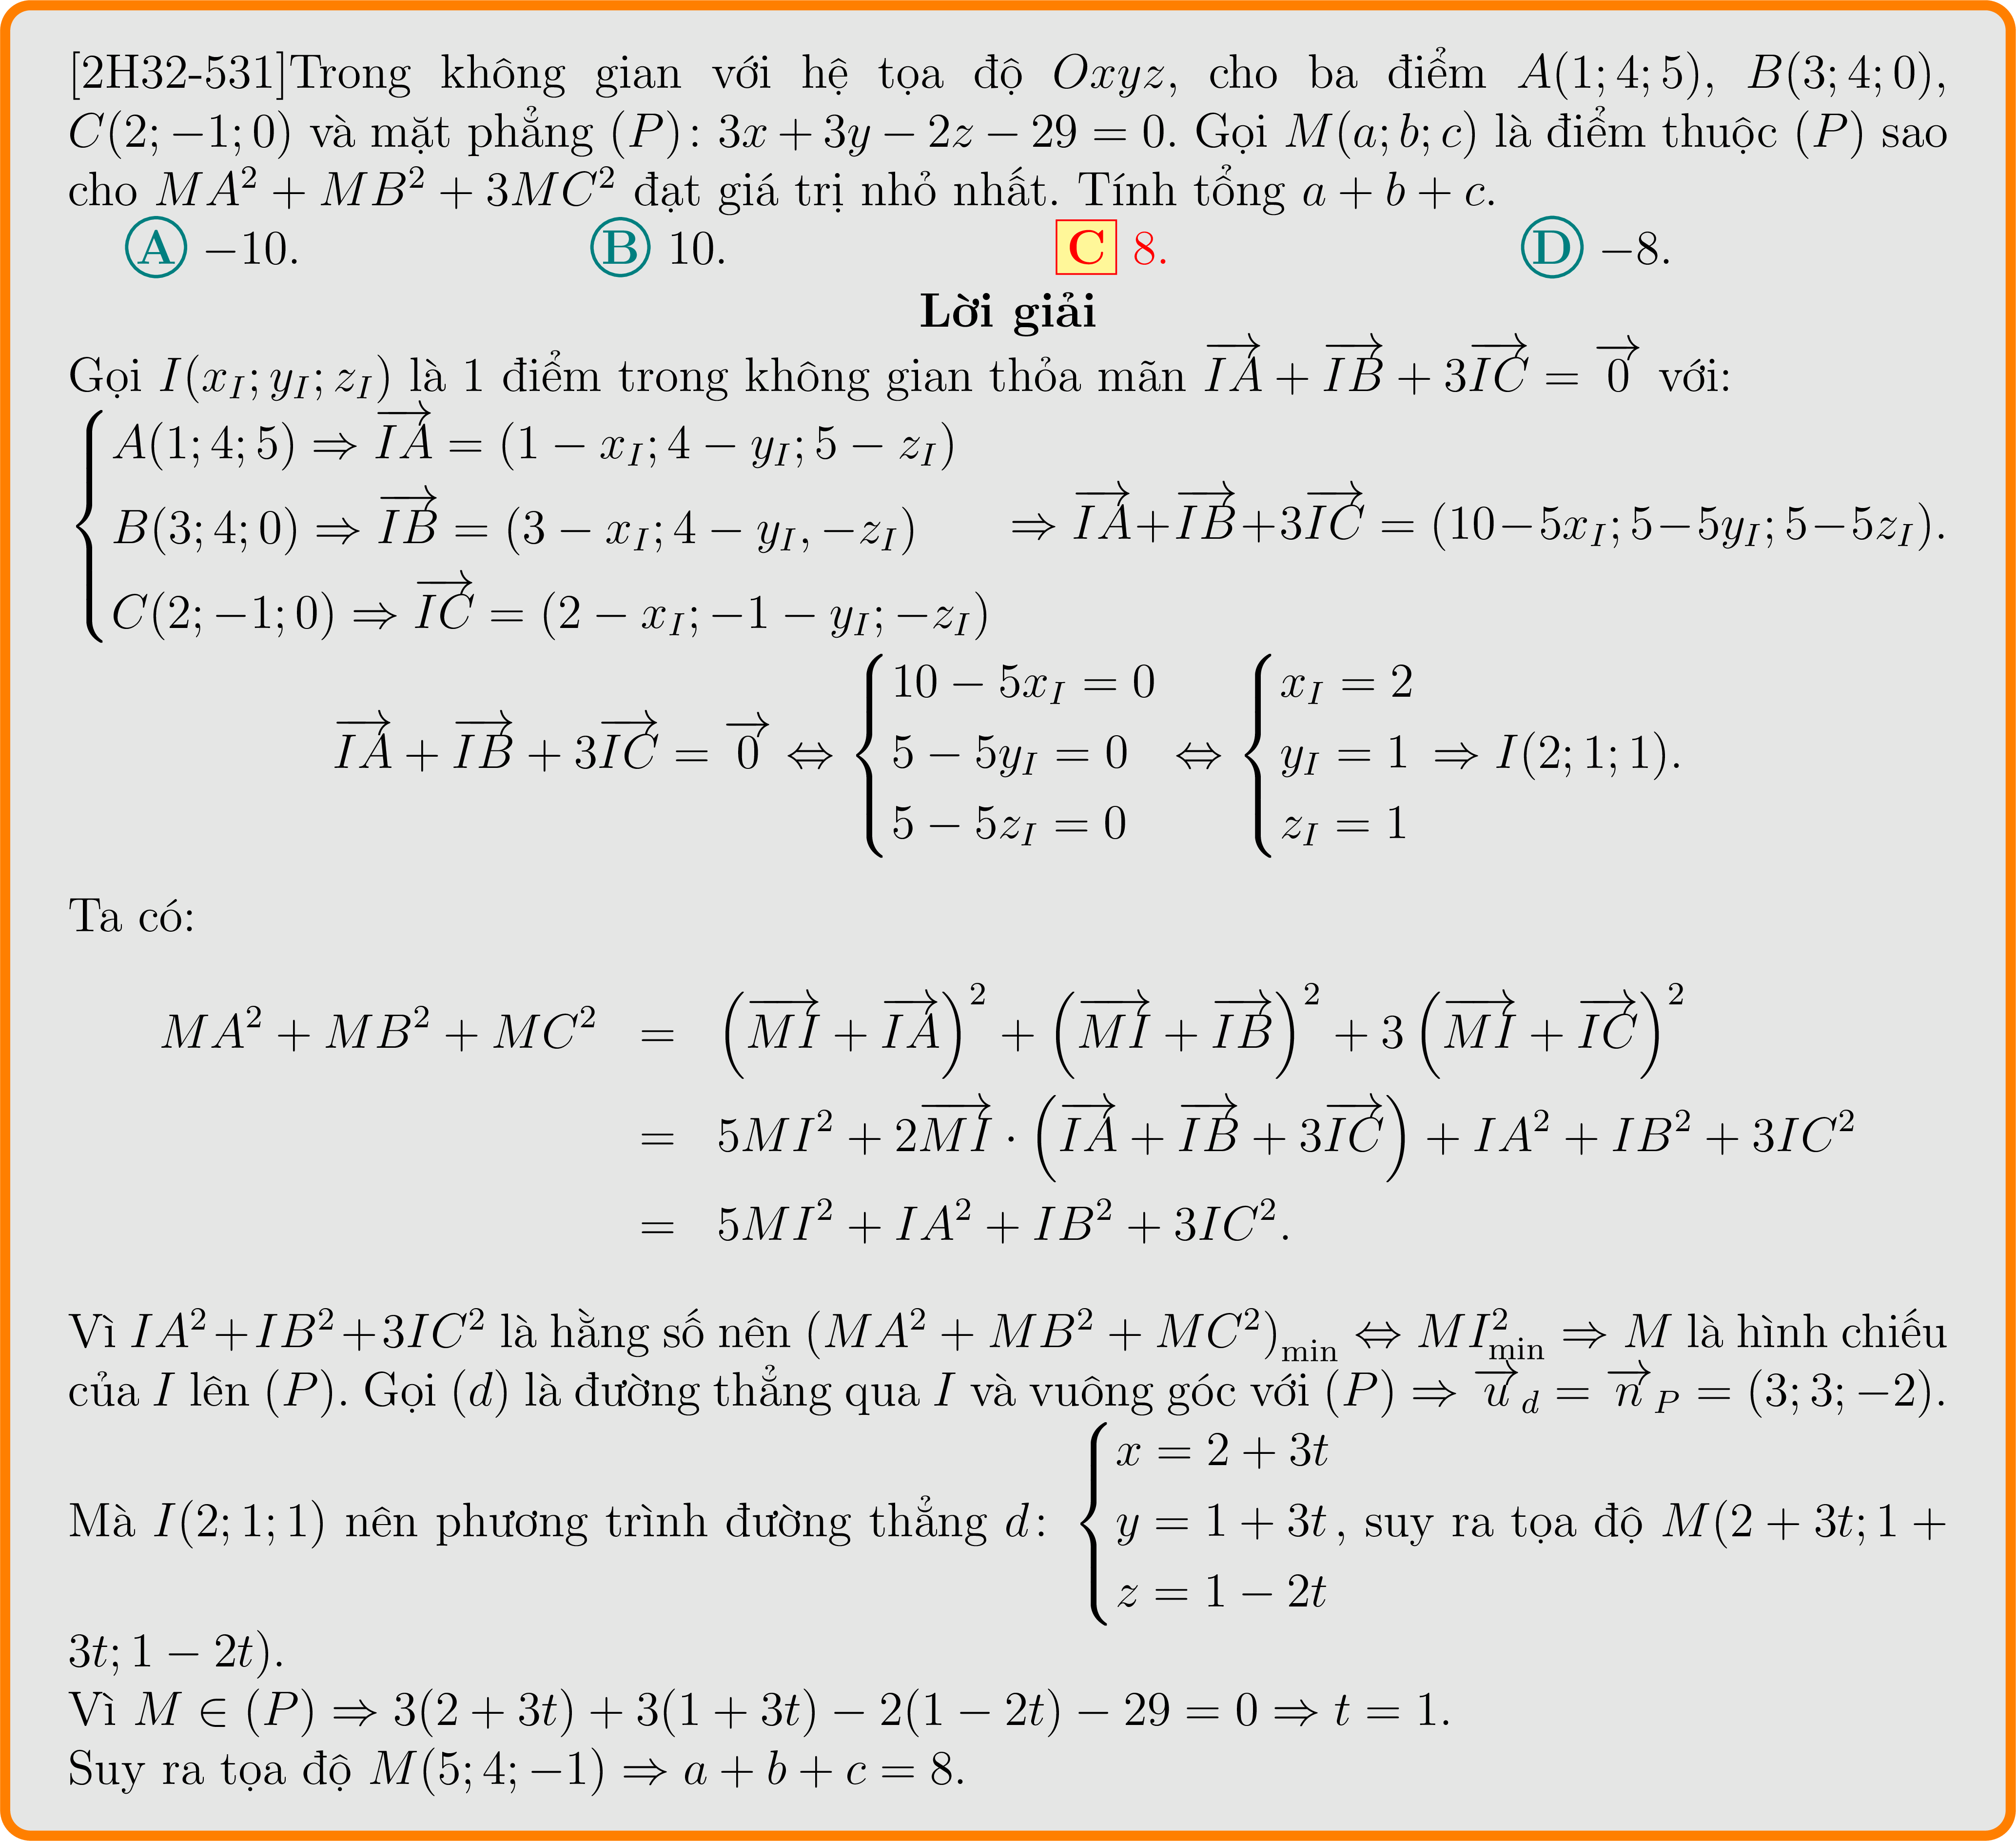 [2H32-531]Trong không gian với hệ tọa độ $Oxyz$, cho ba điểm $A(1;4;5)$, $B(3;4;0)$,
$C(2;-1;0)$ và mặt phẳng $(P)\colon 3x+3y-2z-29=0$. Gọi $M(a;b;c)$ là điểm thuộc $(P)$ sao
cho $MA^2+MB^2+3MC^2$ đạt giá trị nhỏ nhất. Tính tổng $a+b+c$.
A $-10$. B $10$. C $8$. D $-8$.
Lời giải
Gọi $I(x_I;y_I;z_I)$ là 1 điểm trong không gian thỏa mãn $\overrightarrow{IA}+\overrightarrow{IB}+3\overrightarrow{IC}=\overrightarrow{0}$ với:
$\begin{cases}A(1;4;5)\Rightarrow\overrightarrow{IA}=(1-x_I;4-y_I;5-z_I)\\B(3;4;0)\Rightarrow\overrightarrow{IB}=(3-x_I;4-y_I,-z_I)\\C(2;-1;0)\Rightarrow\overrightarrow{IC}=(2-x_I;-1-y_I;-z_I)\end{cases}\Rightarrow\overrightarrow{IA}+\overrightarrow{IB}+3\overrightarrow{IC}=(10-5x_I;5-5y_I;5-5z_I).$
$\overrightarrow{IA}+\overrightarrow{IB}+3\overrightarrow{IC}=\overrightarrow{0}\Leftrightarrow\begin{cases}10-5x_I=0\\5-5y_I=0\\5-5z_I=0\end{cases}\Leftrightarrow\begin{cases}x_I=2\\y_I=1\\z_I=1\end{cases}\Rightarrow I(2;1;1).$
Ta có:
$MA^2+MB^2+MC^2=\left(\overrightarrow{MI}+\overrightarrow{IA}\right)^2+\left(\overrightarrow{MI}+\overrightarrow{IB}\right)^2+3\left(\overrightarrow{MI}+\overrightarrow{IC}\right)^2$
$=5MI^2+2\overrightarrow{MI}\cdot\left(\overrightarrow{IA}+\overrightarrow{IB}+3\overrightarrow{IC}\right)+IA^2+IB^2+3IC^2$
$=5MI^2+IA^2+IB^2+3IC^2.$
Vì $IA^2+IB^2+3IC^2$ là hằng số nên $(MA^2+MB^2+MC^2)_{\min}\Leftrightarrow MI^2_{\min}\Rightarrow M$ là hình chiếu
của $I$ lên $(P)$. Gọi $(d)$ là đường thẳng qua $I$ và vuông góc với $(P)\Rightarrow\overrightarrow{u}_d=\overrightarrow{n}_P=(3;3;-2)$.
Mà $I(2;1;1)$ nên phương trình đường thẳng $d\colon\begin{cases}x=2+3t\\y=1+3t\\z=1-2t\end{cases}$, suy ra tọa độ $M(2+3t;1+$
$3t;1-2t)$.
Vì $M\in(P)\Rightarrow 3(2+3t)+3(1+3t)-2(1-2t)-29=0\Rightarrow t=1$.
Suy ra tọa độ $M(5;4;-1)\Rightarrow a+b+c=8$.